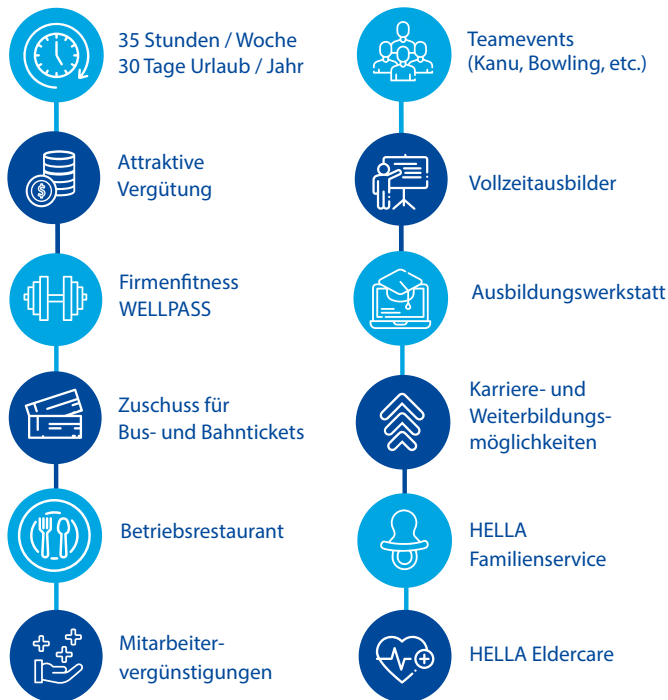 35 Stunden / Woche
30 Tage Urlaub / Jahr
Attraktive
Vergütung
$
Firmenfitness
WELLPASS
Zuschuss für
Bus- und Bahntickets
Betriebsrestaurant
Mitarbeiter-
vergünstigungen
Teamevents
(Kanu, Bowling, etc.)
Vollzeitausbilder
Ausbildungswerkstatt
Karriere- und
Weiterbildungs-
möglichkeiten
HELLA
Familienservice
HELLA Eldercare